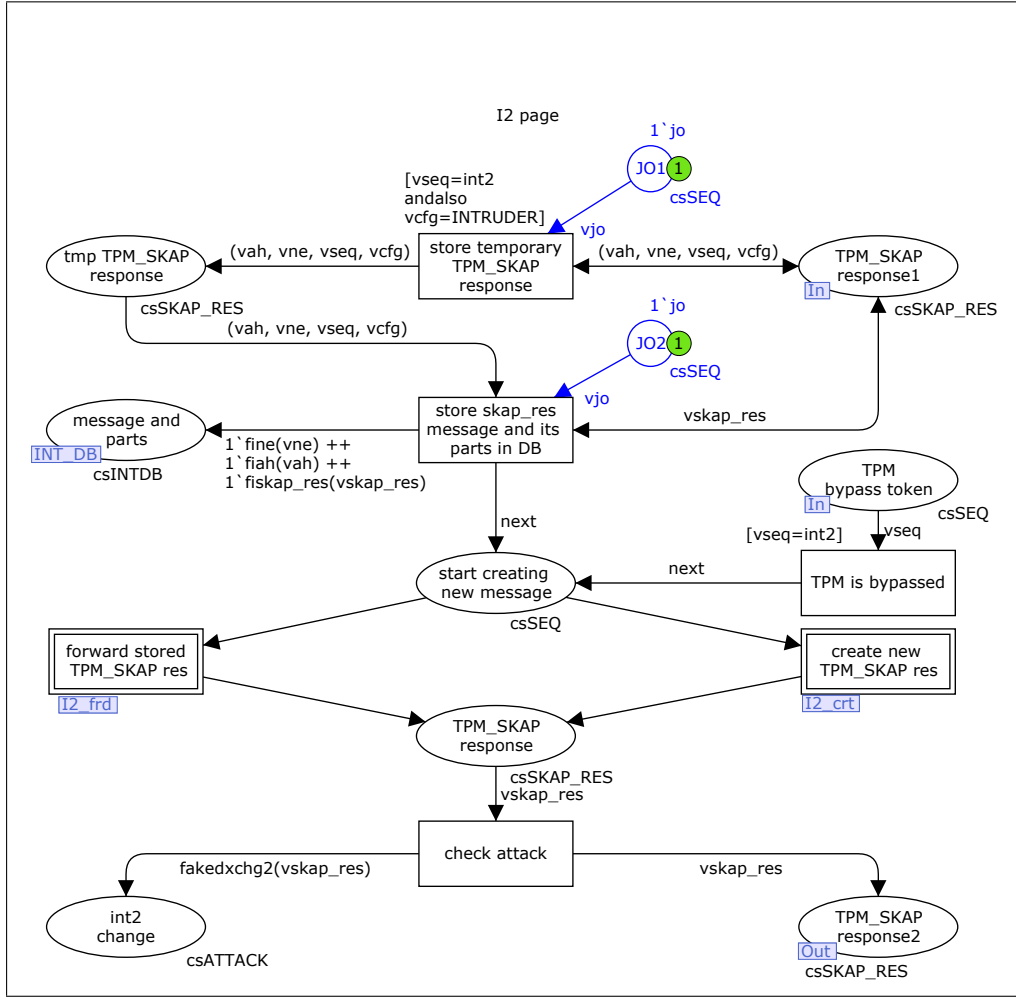 I2 page
1`jo
JO1
1
csSEQ
[vseq=int2
andalso
vcfg=INTRUDER]
vjo
tmp TPM_SKAP
response
csSKAP_RES
(vah, vne, vseq, vcfg)
store temporary
TPM_SKAP
response
(vah, vne, vseq, vcfg)
TPM_SKAP
response1
In
csSKAP_RES
(vah, vne, vseq, vcfg)
1`jo
JO2
1
csSEQ
vjo
message and
parts
INT_DB
csINTDB
store skap_res
message and its
parts in DB
vskap_res
1`fine(vne) ++
1`fiah(vah) ++
1`fiskap_res(vskap_res)
TPM
bypass token
In
csSEQ
next
[vseq=int2]
vseq
start creating
new message
csSEQ
next
TPM is bypassed
forward stored
TPM_SKAP res
I2_frd
create new
TPM_SKAP res
I2_crt
TPM_SKAP
response
csSKAP_RES
vskap_res
check attack
fakedxchg2(vskap_res)
vskap_res
int2
change
csATTACK
TPM_SKAP
response2
Out
csSKAP_RES